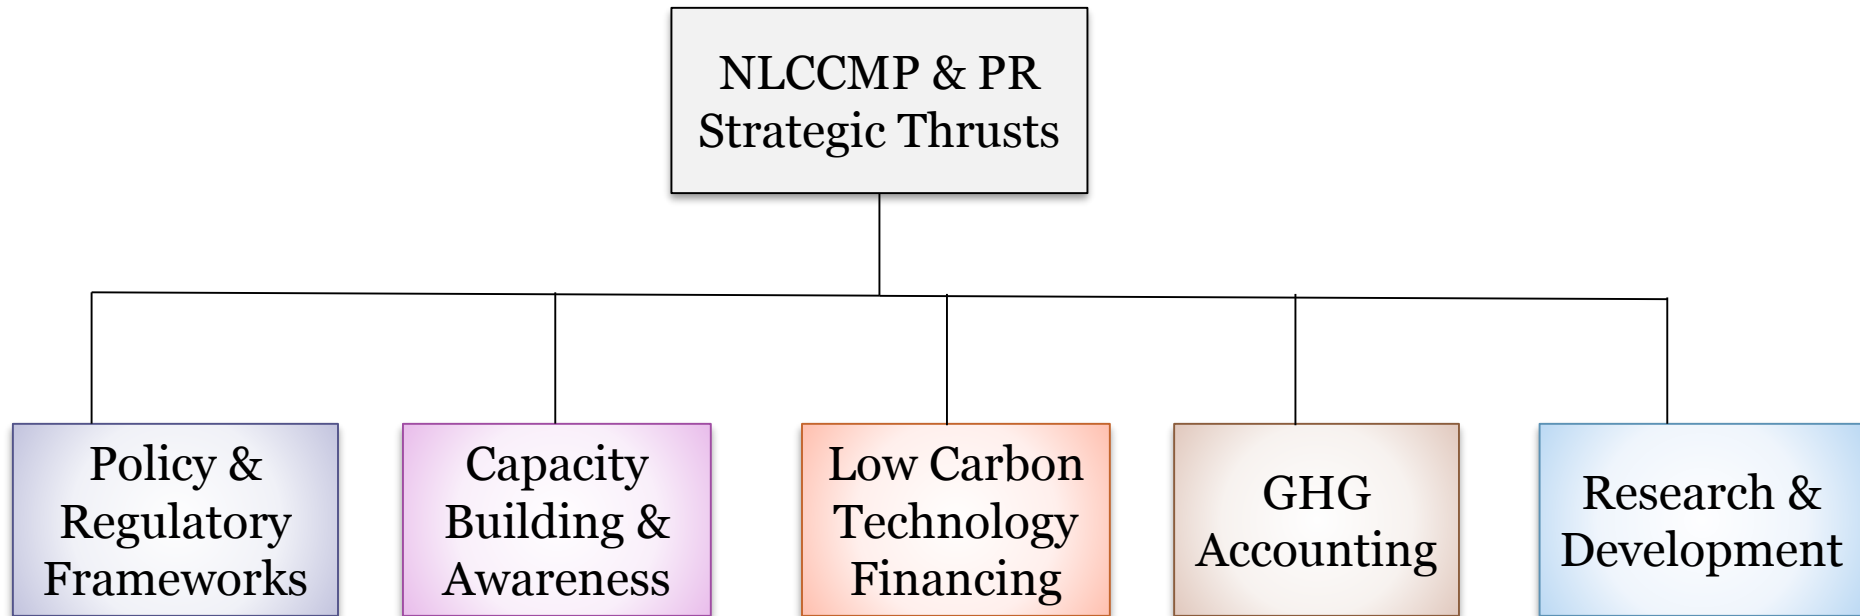 NLCCMP & PR
Strategic Thrusts
Policy &
Regulatory
Frameworks
Capacity
Building &
Awareness
Low Carbon
Technology
Financing
GHG
Accounting
Research &
Development